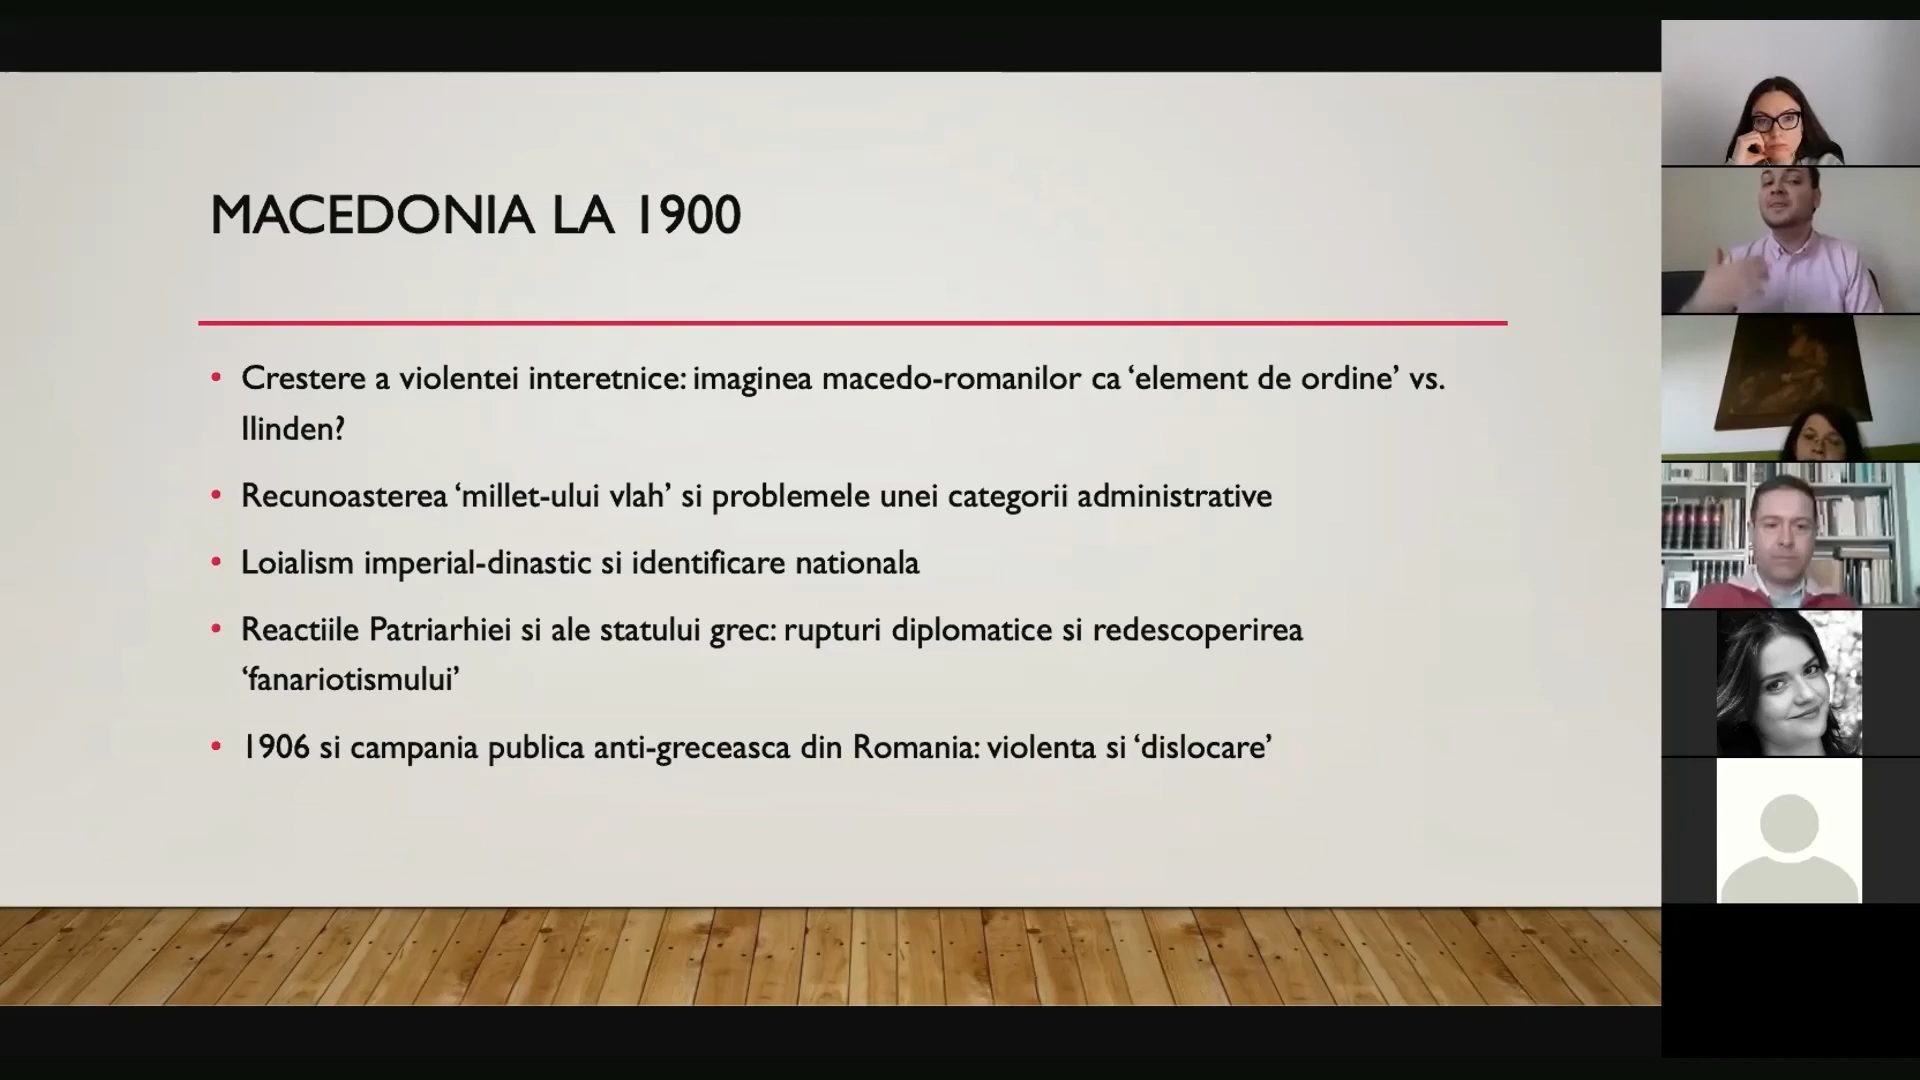 MACEDONIA LA 1900
• Crestere a violentei interetnice: imaginea macedo-romanilor ca ‘element de ordine’ vs.
Ilinden?
• Recunoasterea ‘millet-ului vlah’ si problemele unei categorii administrative
• Loialism imperial-dinastic si identificare nationala
• Reactiile Patriarhiei si ale statului grec: rupturi diplomatice si redescoperirea
‘fanariotismului’
• 1906 si campania publica anti-greceasca din Romania: violenta si ‘dislocare’